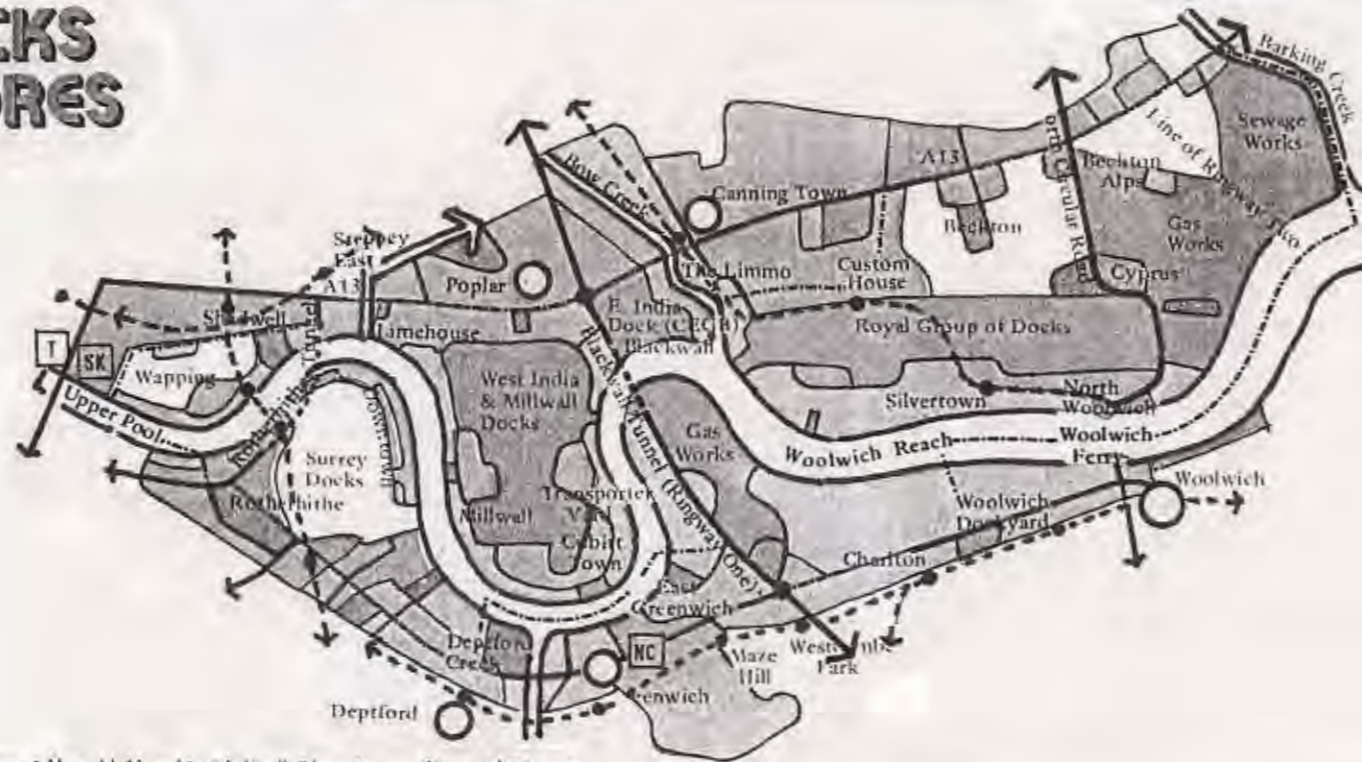 Barking Creek
Sewage
Works
Line of Ringway Two
Beckton
Alps
A13
Bow Creek
Canning Town
Beckton
Gas
Works
Stepney
East
A13
Poplar
The Limmo
Custom
House
Cyprus
Shadwell
Limehouse
E. India
Dock (CEGB)
Blackwall
Royal Group of Docks
T
SK
Wapping
West India
& Millwall
Docks
Blackwall Tunnel (Ringway One)
Silvertown
North
Woolwich
Upper Pool
Rotherhithe Tunnel
Downtown
Gas
Works
Woolwich Reach
Woolwich
Ferry
Surrey
Docks
Rotherhithe
Millwall
Transporter
Yard
Cubitt
Town
Woolwich
Dockyard
Woolwich
Charlton
East
Greenwich
Deptford
Creek
NC
Maze
Hill
Park
Deptford